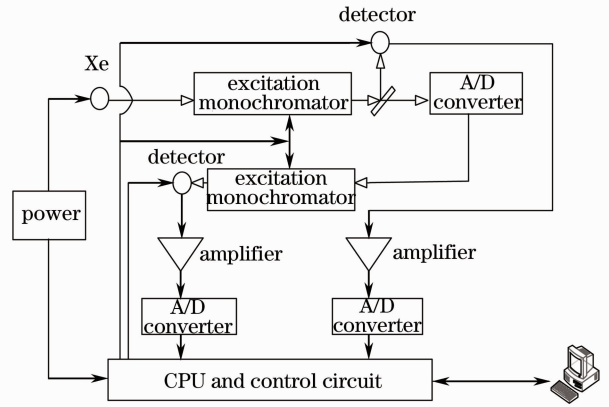 detector
Xe
excitation
monochromator
A/D
converter
detector
excitation
monochromator
power
amplifier
amplifier
A/D
converter
A/D
converter
CPU and control circuit